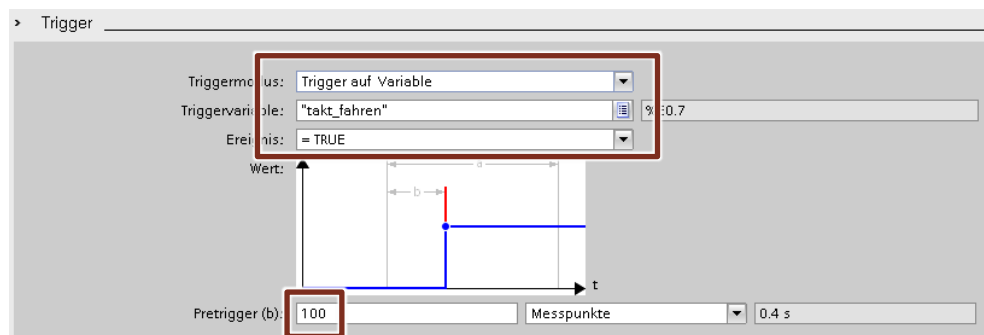 Trigger
Triggermodus: Trigger auf Variable
Triggervariable: "takt_fahren" %E0.7
Ereignis: = TRUE
Wert:
a
b
t
Pretrigger (b): 100 Messpunkte 0.4 s